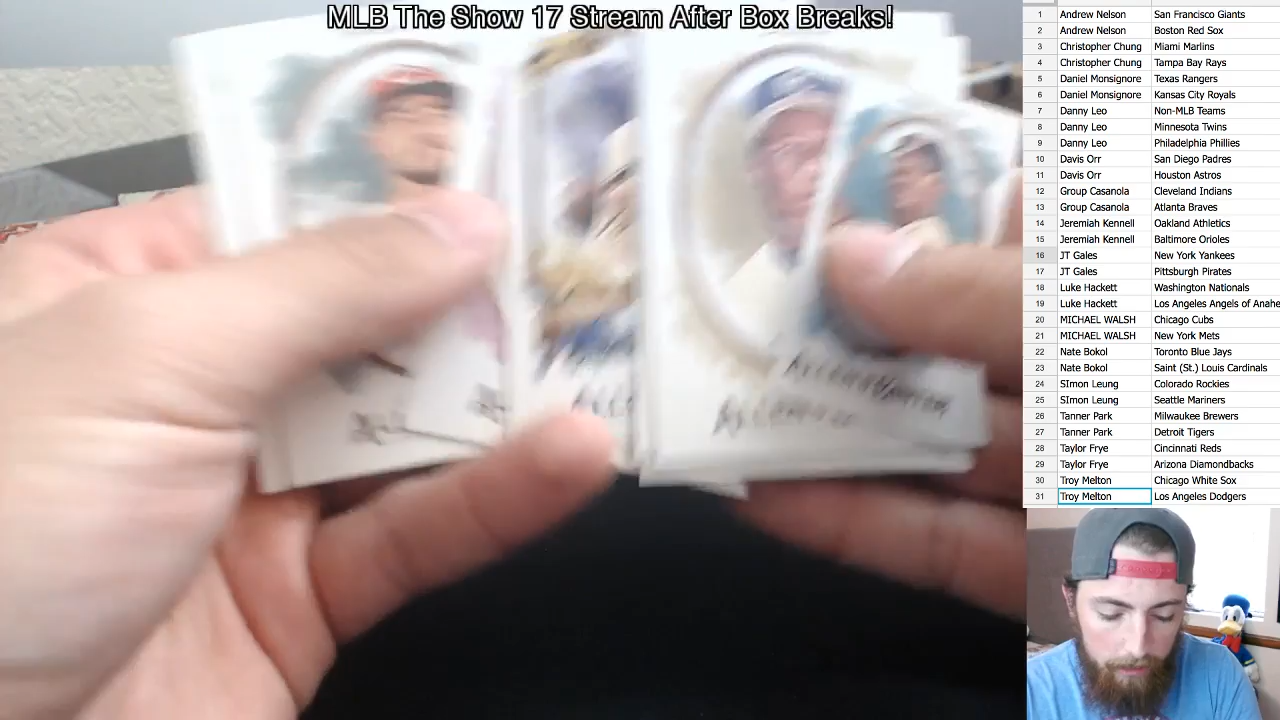 MLB The Show 17 Stream After Box Breaks!
1 Andrew Nelson San Francisco Giants
2 Andrew Nelson Boston Red Sox
3 Christopher Chung Miami Marlins
4 Christopher Chung Tampa Bay Rays
5 Daniel Monsignore Texas Rangers
6 Daniel Monsignore Kansas City Royals
7 Danny Leo Non-MLB Teams
8 Danny Leo Minnesota Twins
9 Danny Leo Philadelphia Phillies
10 Davis Orr San Diego Padres
11 Davis Orr Houston Astros
12 Group Casanola Cleveland Indians
13 Group Casanola Atlanta Braves
14 Jeremiah Kennell Oakland Athletics
15 Jeremiah Kennell Baltimore Orioles
16 JT Gales New York Yankees
17 JT Gales Pittsburgh Pirates
18 Luke Hackett Washington Nationals
19 Luke Hackett Los Angeles Angels of Anahe
20 MICHAEL WALSH Chicago Cubs
21 MICHAEL WALSH New York Mets
22 Nate Bokol Toronto Blue Jays
23 Nate Bokol Saint (St.) Louis Cardinals
24 SImon Leung Colorado Rockies
25 SImon Leung Seattle Mariners
26 Tanner Park Milwaukee Brewers
27 Tanner Park Detroit Tigers
28 Taylor Frye Cincinnati Reds
29 Taylor Frye Arizona Diamondbacks
30 Troy Melton Chicago White Sox
31 Troy Melton Los Angeles Dodgers